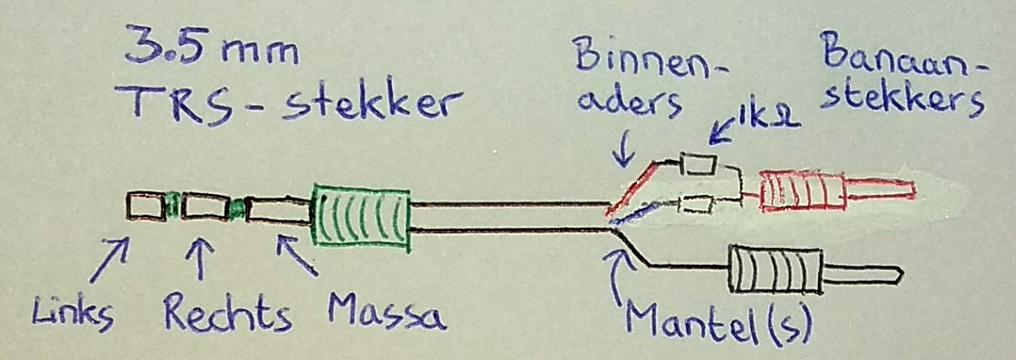 3.5 mm
TRS-stekker
Binnen-
aders
1kΩ
Banaan-
stekkers
Links
Rechts
Massa
Mantel(s)